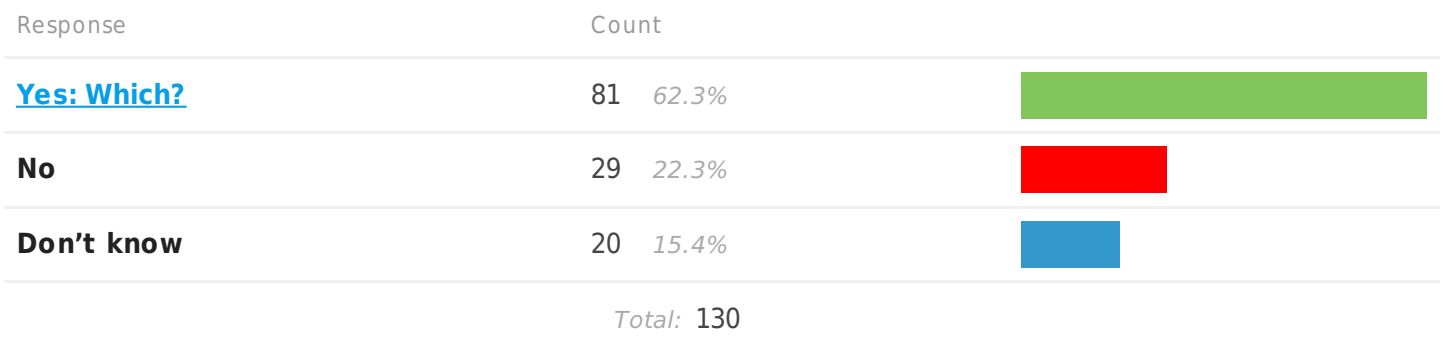 Response Count
Yes: Which? 81 62.3%
No 29 22.3%
Don’t know 20 15.4%
Total: 130